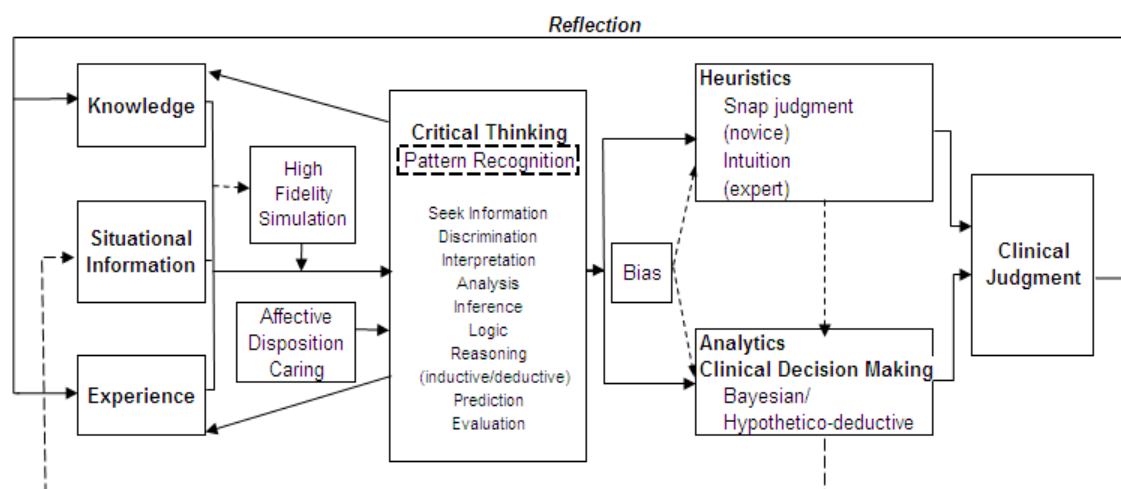 Reflection
Knowledge
Situational
Information
Experience
High
Fidelity
Simulation
Affective
Disposition
Caring
Critical Thinking
Pattern Recognition
Seek Information
Discrimination
Interpretation
Analysis
Inference
Logic
Reasoning
(inductive/deductive)
Prediction
Evaluation
Bias
Heuristics
Snap judgment
(novice)
Intuition
(expert)
Analytics
Clinical Decision Making
Bayesian/
Hypothetico-deductive
Clinical
Judgment